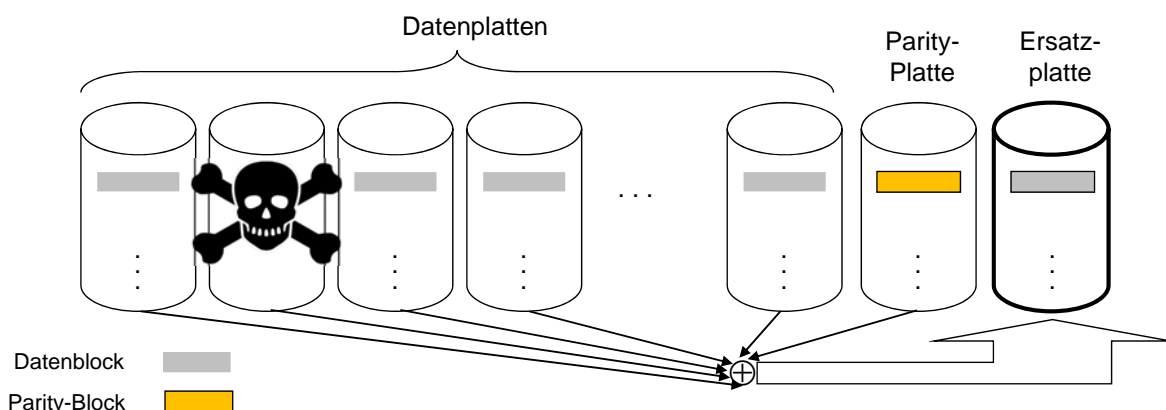 Datenplatten
Parity-
Platte
Ersatz-
platte
. . .
Datenblock
Parity-Block